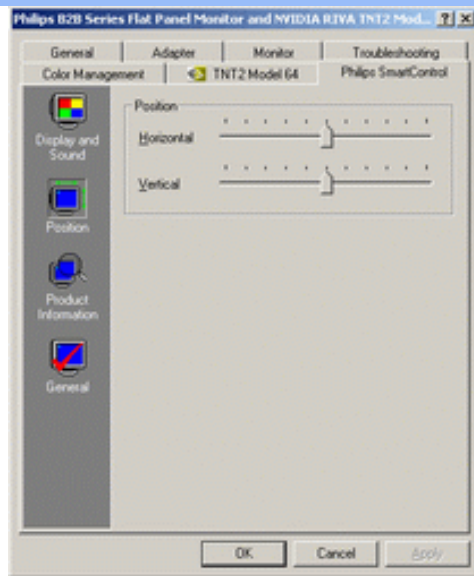 Philips B2B Series Flat Panel Monitor and NVIDIA RIVA TNT2 Mod...
General Adapter Monitor Troubleshooting
Color Management TNT2 Model 64 Philips SmartControl
Display and
Sound
Position
Product
Information
General
Position
Horizontal
Vertical
OK Cancel Apply